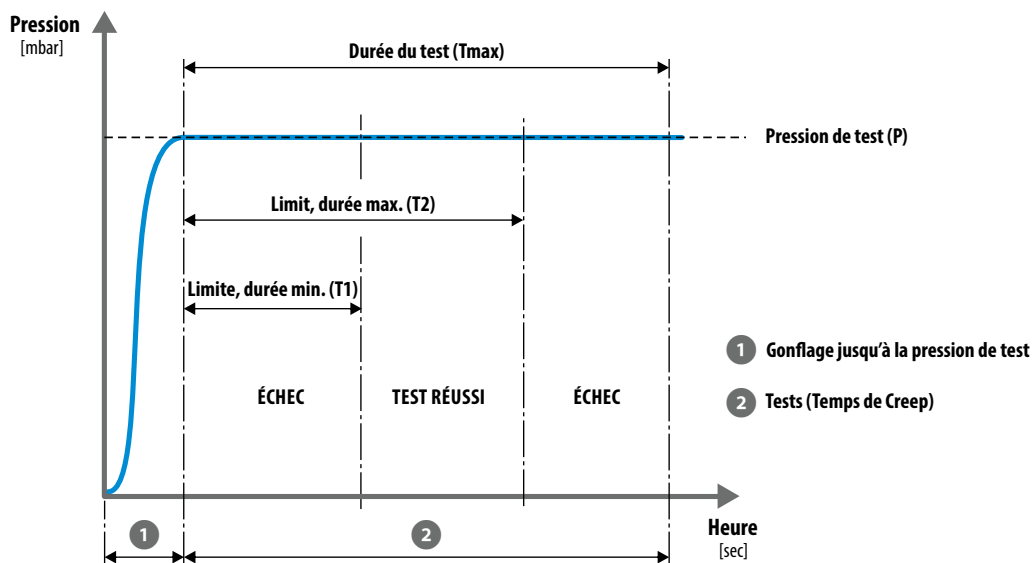 Pression
[mbar]
Durée du test (Tmax)
Pression de test (P)
Limit, durée max. (T2)
Limite, durée min. (T1)
1 Gonflage jusqu'à la pression de test
ÉCHEC TEST RÉUSSI ÉCHEC
2 Tests (Temps de Creep)
Heure
[sec]
1 2